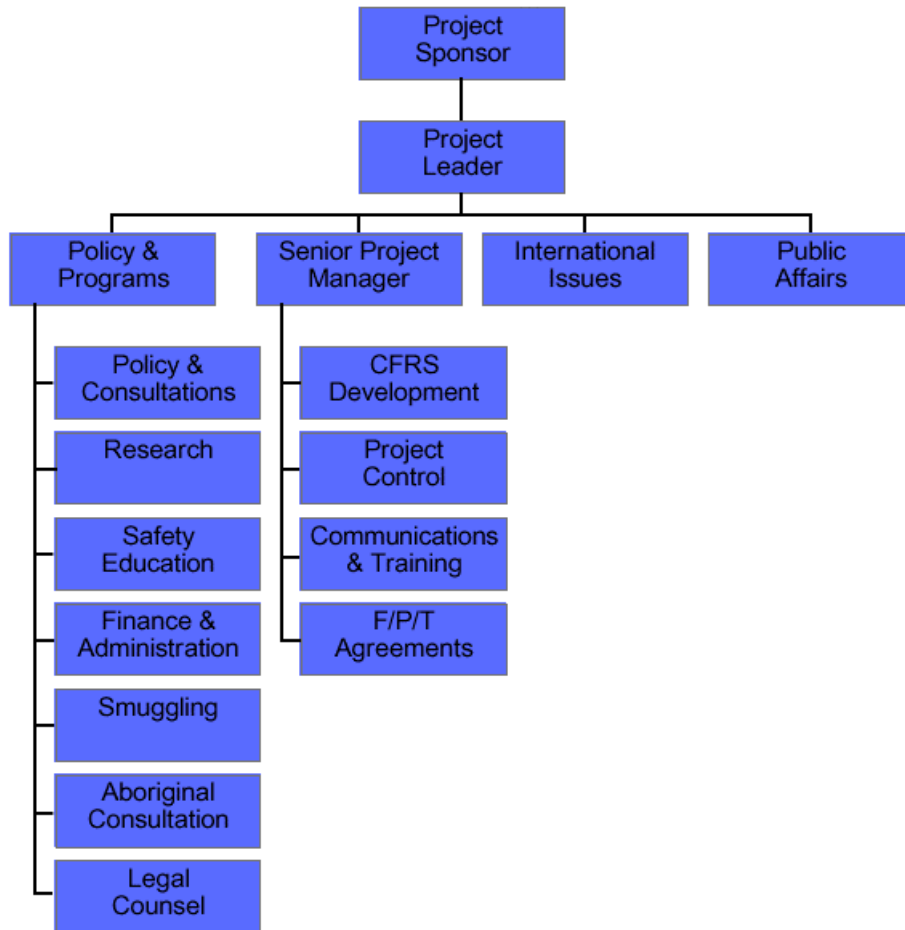 Project
Sponsor
Project
Leader
Policy &
Programs
Senior Project
Manager
International
Issues
Public
Affairs
Policy &
Consultations
Research
Safety
Education
Finance &
Administration
Smuggling
Aboriginal
Consultation
Legal
Counsel
CFRS
Development
Project
Control
Communications
& Training
F/P/T
Agreements